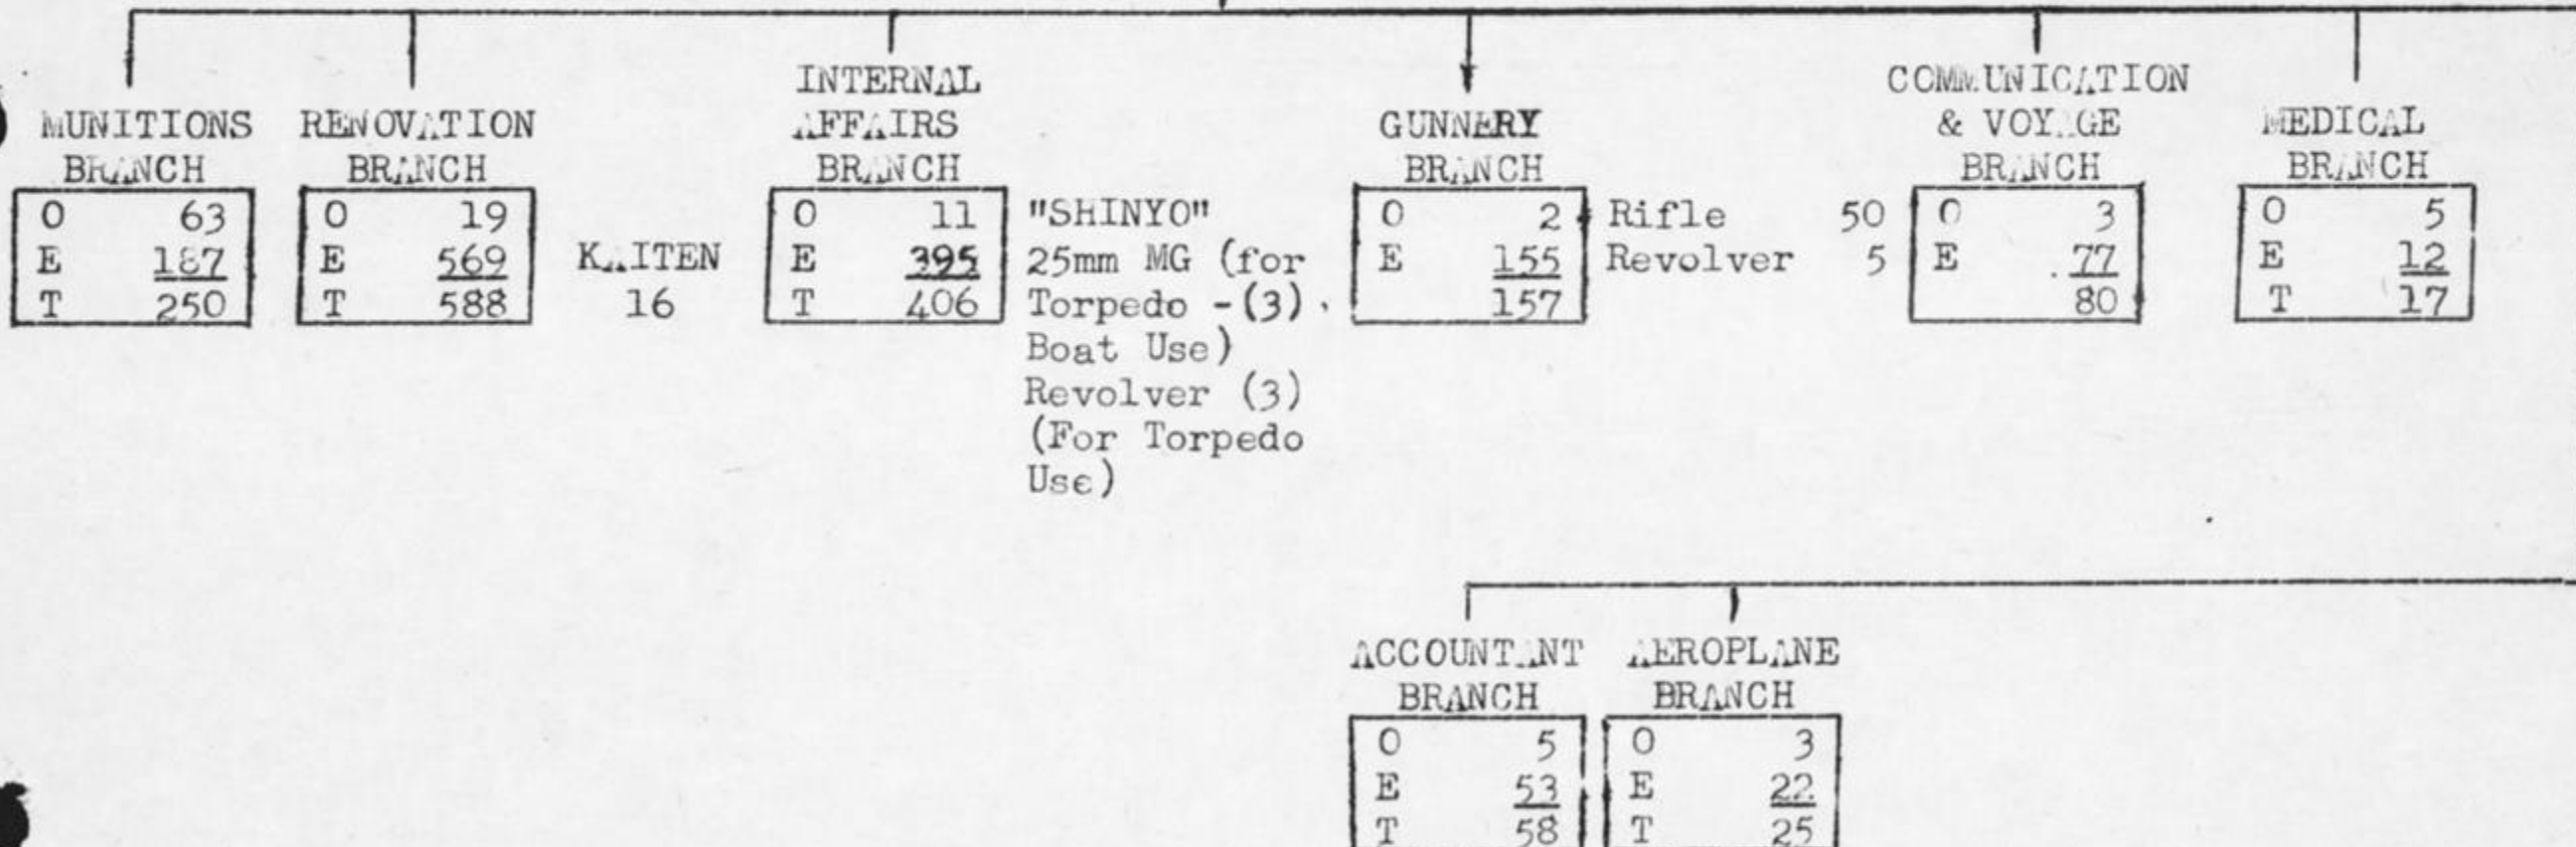 MUNITIONS
BRANCH
O 63
E 187
T 250
RENOVATION
BRANCH
O 19
E 569
T 588
KAITEN
16
INTERNAL
AFFAIRS
BRANCH
O 11
E 395
T 406
"SHINYO"
25mm MG (for
Torpedo -(3)
Boat Use)
Revolver (3)
(For Torpedo
Use)
GUNNERY
BRANCH
O 2
E 155
157
Rifle 50
Revolver 5
COMMUNICATION
& VOYAGE
BRANCH
O 3
E 77
80
MEDICAL
BRANCH
O 5
E 12
T 17
ACCOUNTANT
BRANCH
O 5
E 53
T 58
AEROPLANE
BRANCH
O 3
E 22
T 25